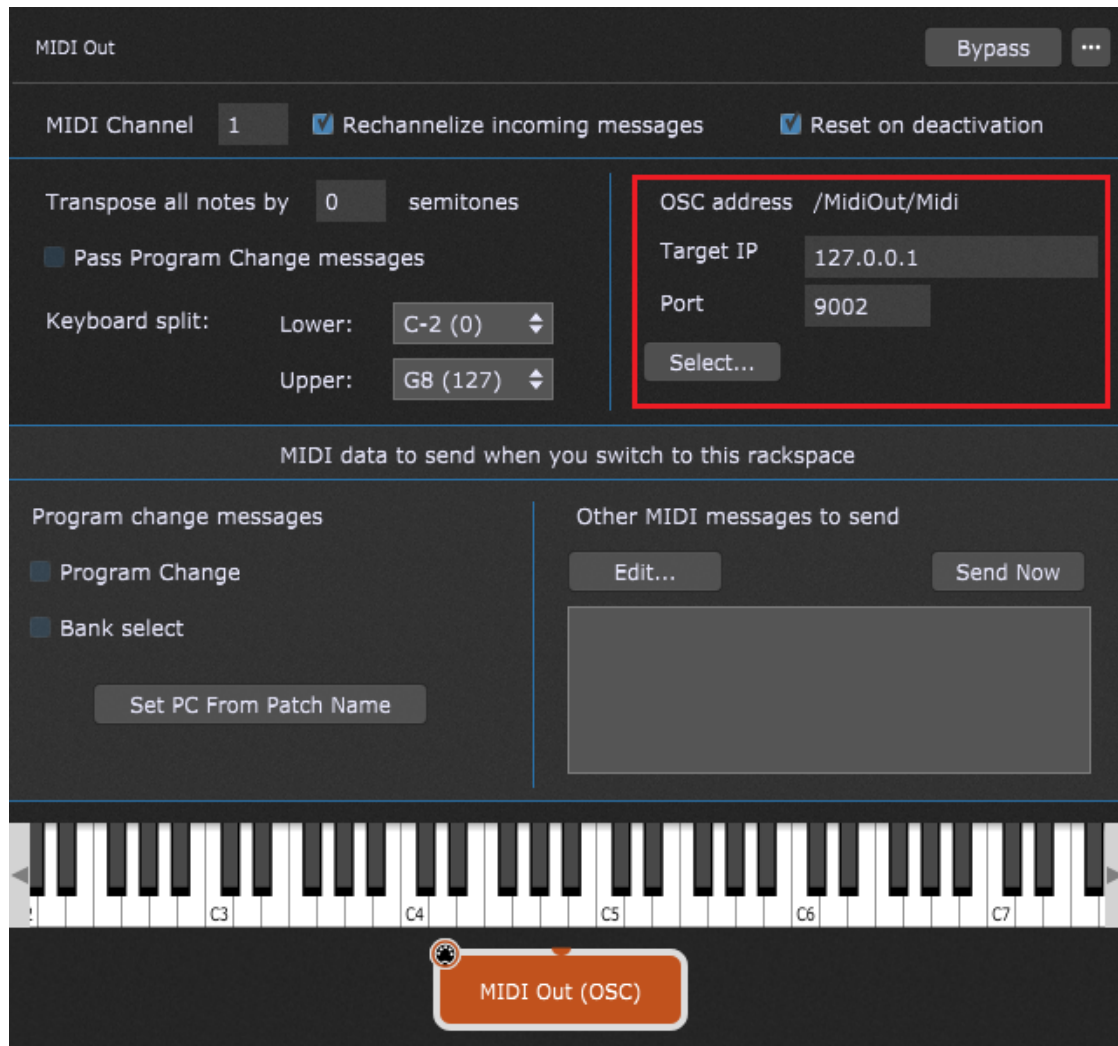 MIDI Out
Bypass
...
MIDI Channel 1
Rechannelize incoming messages
Reset on deactivation
Transpose all notes by 0 semitones
Pass Program Change messages
Keyboard split: Lower: C-2 (0)
Upper: G8 (127)
OSC address /MidiOut/Midi
Target IP 127.0.0.1
Port 9002
Select...
MIDI data to send when you switch to this rackspace
Program change messages
Program Change
Bank select
Set PC From Patch Name
Other MIDI messages to send
Edit... Send Now
C3 C4 C5 C6 C7
MIDI Out (OSC)